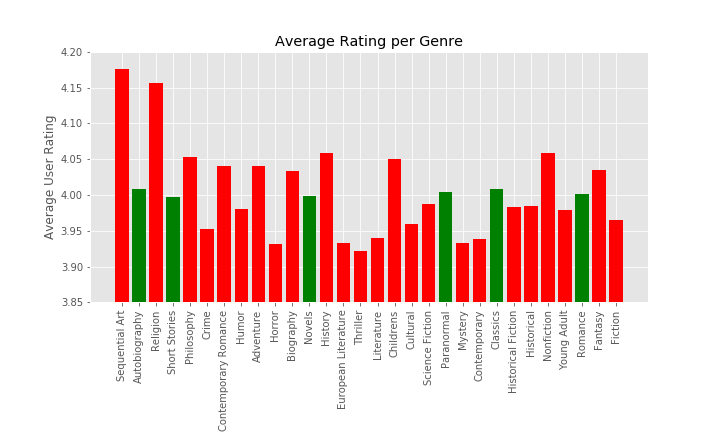 Average Rating per Genre
Average User Rating
4.20
4.15
4.10
4.05
4.00
3.95
3.90
3.85
Sequential Art
Autobiography
Religion
Short Stories
Philosophy
Crime
Contemporary Romance
Humor
Adventure
Horror
Biography
Novels
History
European Literature
Thriller
Literature
Childrens
Cultural
Science Fiction
Paranormal
Mystery
Contemporary
Classics
Historical Fiction
Historical
Nonfiction
Young Adult
Romance
Fantasy
Fiction